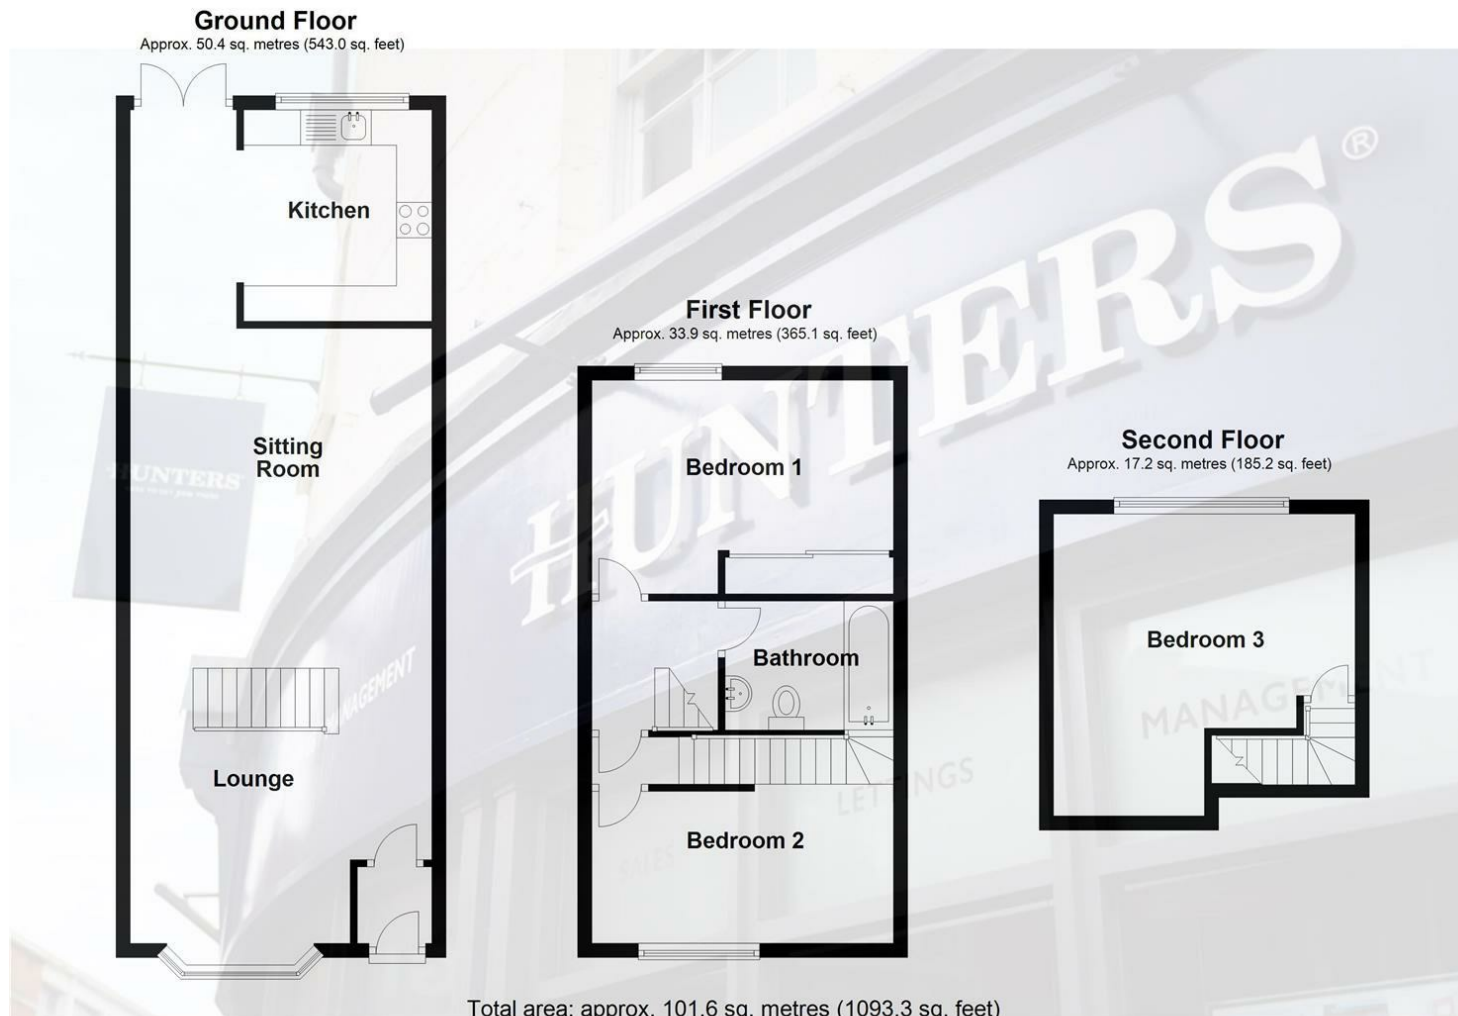 Ground Floor
Approx. 50.4 sq. metres (543.0 sq. feet)
Kitchen
Sitting
Room
Lounge
First Floor
Approx. 33.9 sq. metres (365.1 sq. feet)
Bedroom 1
Bathroom
Bedroom 2
Second Floor
Approx. 17.2 sq. metres (185.2 sq. feet)
Bedroom 3
Total area: approx. 101.6 sq. metres (1093.3 sq. feet)
HUNTERS®
HUNTERS
MANAGEMENT
SALES
LETTINGS
MANAGEMENT